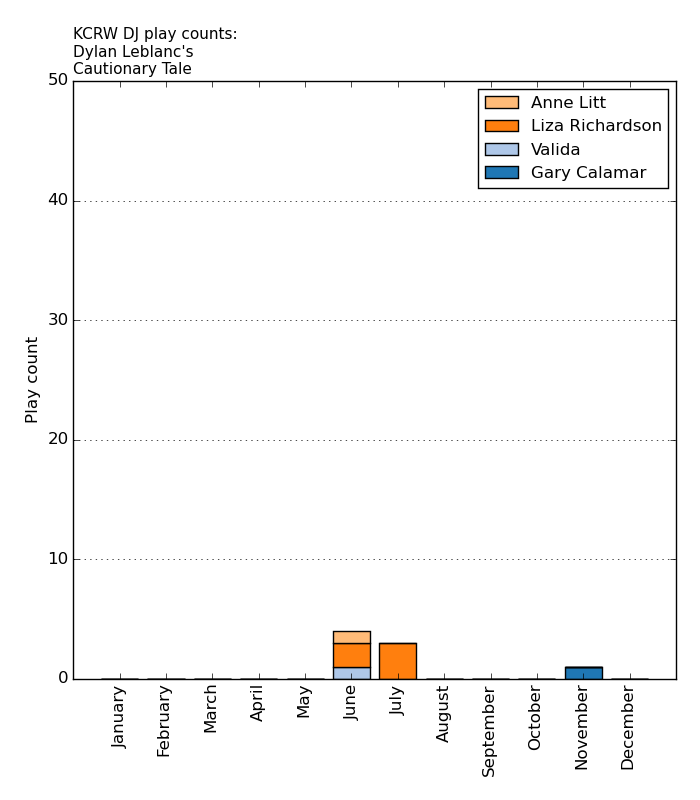 KCRW DJ play counts:
Dylan Leblanc's
Cautionary Tale
50
40
30
20
10
0
Play count
Anne Litt
Liza Richardson
Valida
Gary Calamar
January
February
March
April
May
June
July
August
September
October
November
December